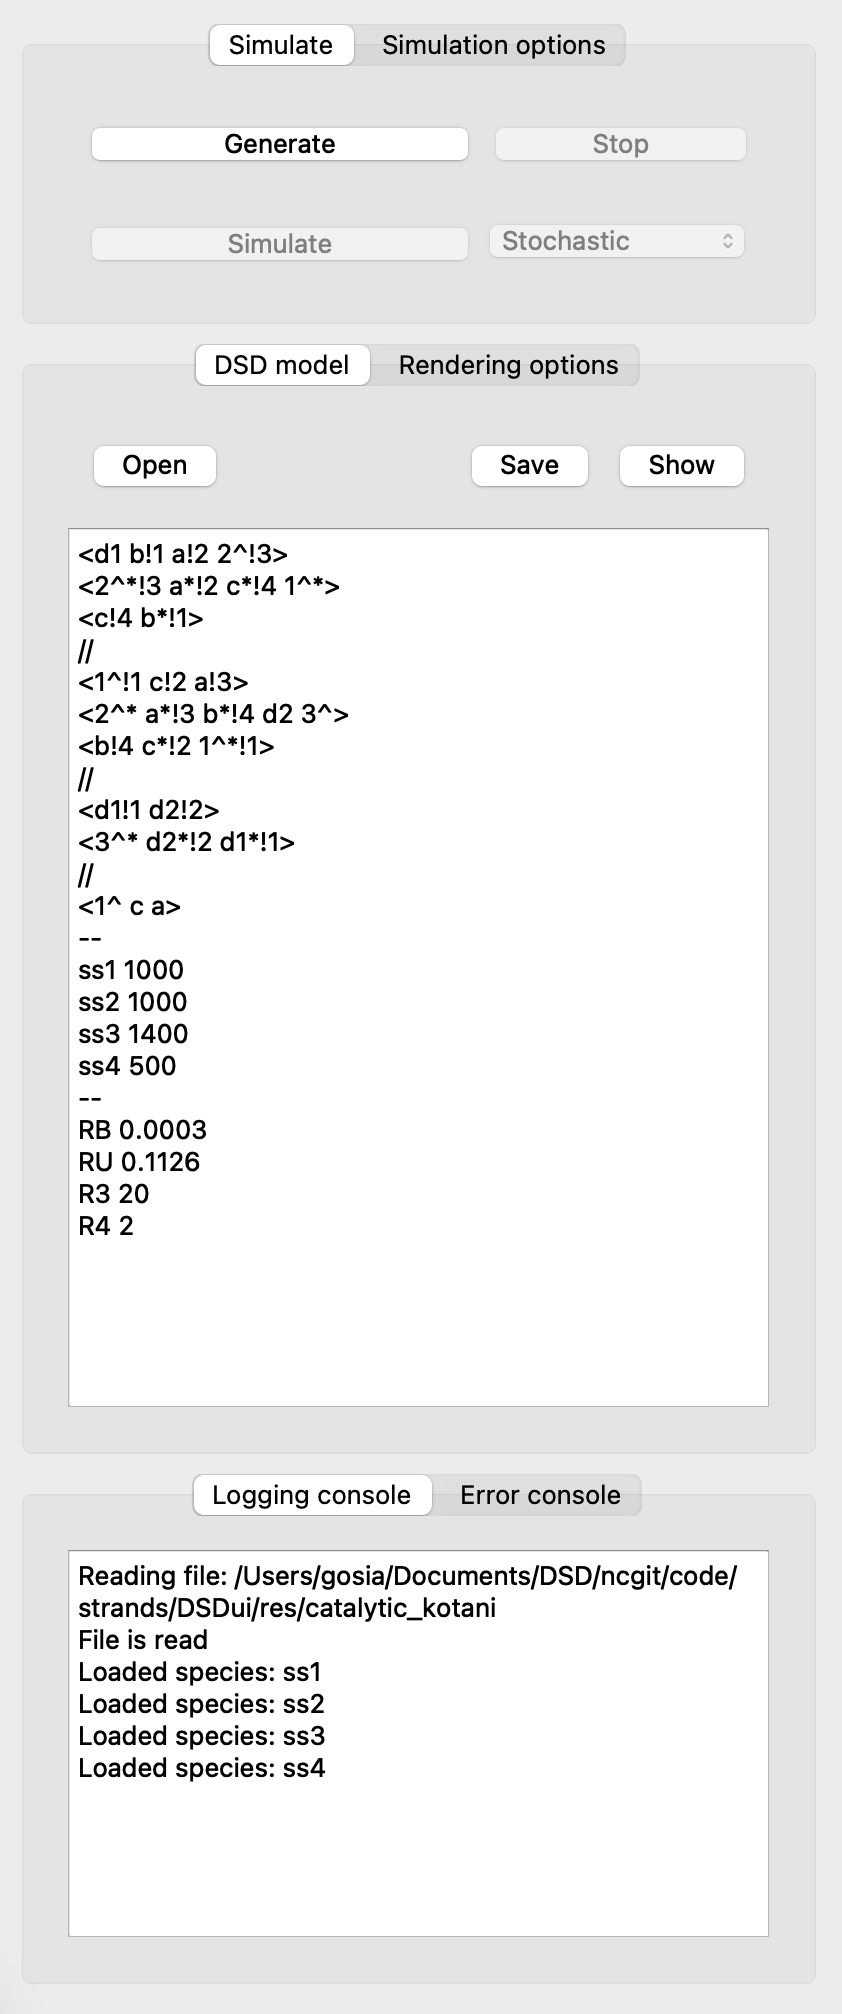 Simulate Simulation options
Generate Stop
Simulate Stochastic
DSD model Rendering options
Open Save Show
<d1 b!1 a!2 2^!3>
<2^*!3 a*!2 c*!4 1^*>
<c!4 b*!1>
//
<1^!1 c!2 a!3>
<2^* a*!3 b*!4 d2 3^>
<b!4 c*!2 1^*!1>
//
<d1!1 d2!2>
<3^* d2*!2 d1*!1>
//
<1^ c a>
--
ss1 1000
ss2 1000
ss3 1400
ss4 500
--
RB 0.0003
RU 0.1126
R3 20
R4 2
Logging console Error console
Reading file: /Users/gosia/Documents/DSD/ncgit/code/
strands/DSDui/res/catalytic_kotani
File is read
Loaded species: ss1
Loaded species: ss2
Loaded species: ss3
Loaded species: ss4